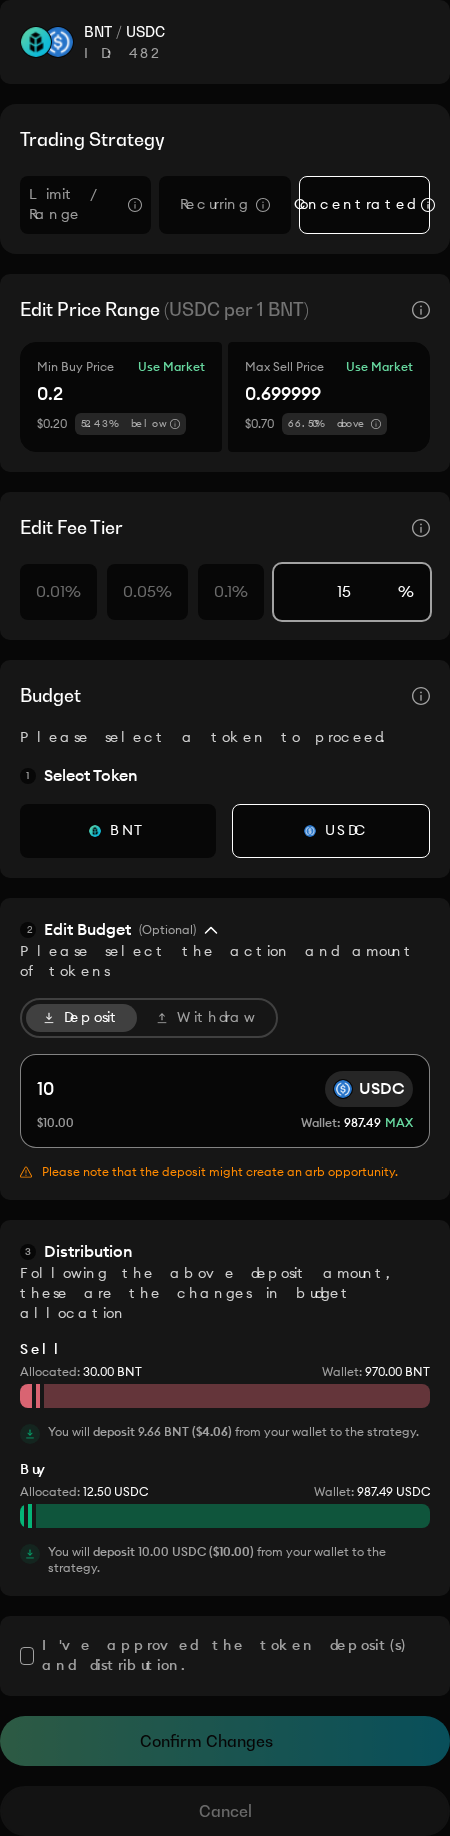 BNT / USDC
ID: 482
Trading Strategy
Limit /
Range
Recurring
Concentrated
Edit Price Range (USDC per 1 BNT)
Min Buy Price Use Market
0.2
$0.20 52.43% below
Max Sell Price Use Market
0.699999
$0.70 66.50% above
Edit Fee Tier
0.01% 0.05% 0.1% 15 %
Budget
Please select a token to proceed.
1 Select Token
BNT USDC
2 Edit Budget (Optional)
Please select the action and amount
of tokens
Deposit Withdraw
10 USDC
$10.00 Wallet: 987.49 MAX
Please note that the deposit might create an arb opportunity.
3 Distribution
Following the above deposit amount,
these are the changes in budget
allocation
Sell
Allocated: 30.00 BNT Wallet: 970.00 BNT
You will deposit 9.66 BNT ($4.06) from your wallet to the strategy.
Buy
Allocated: 12.50 USDC Wallet: 987.49 USDC
You will deposit 10.00 USDC ($10.00) from your wallet to the
strategy.
I've approved the token deposit(s)
and distribution.
Confirm Changes
Cancel